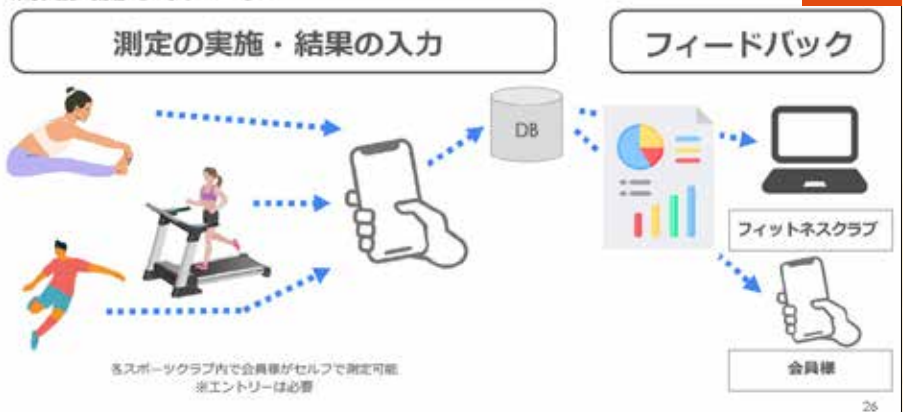 測定の実施・結果の入力
フィードバック
DB
フィットネスクラブ
会員様
各スポーツクラブ内で会員様がセルフで測定可能
※エントリーは必要
26